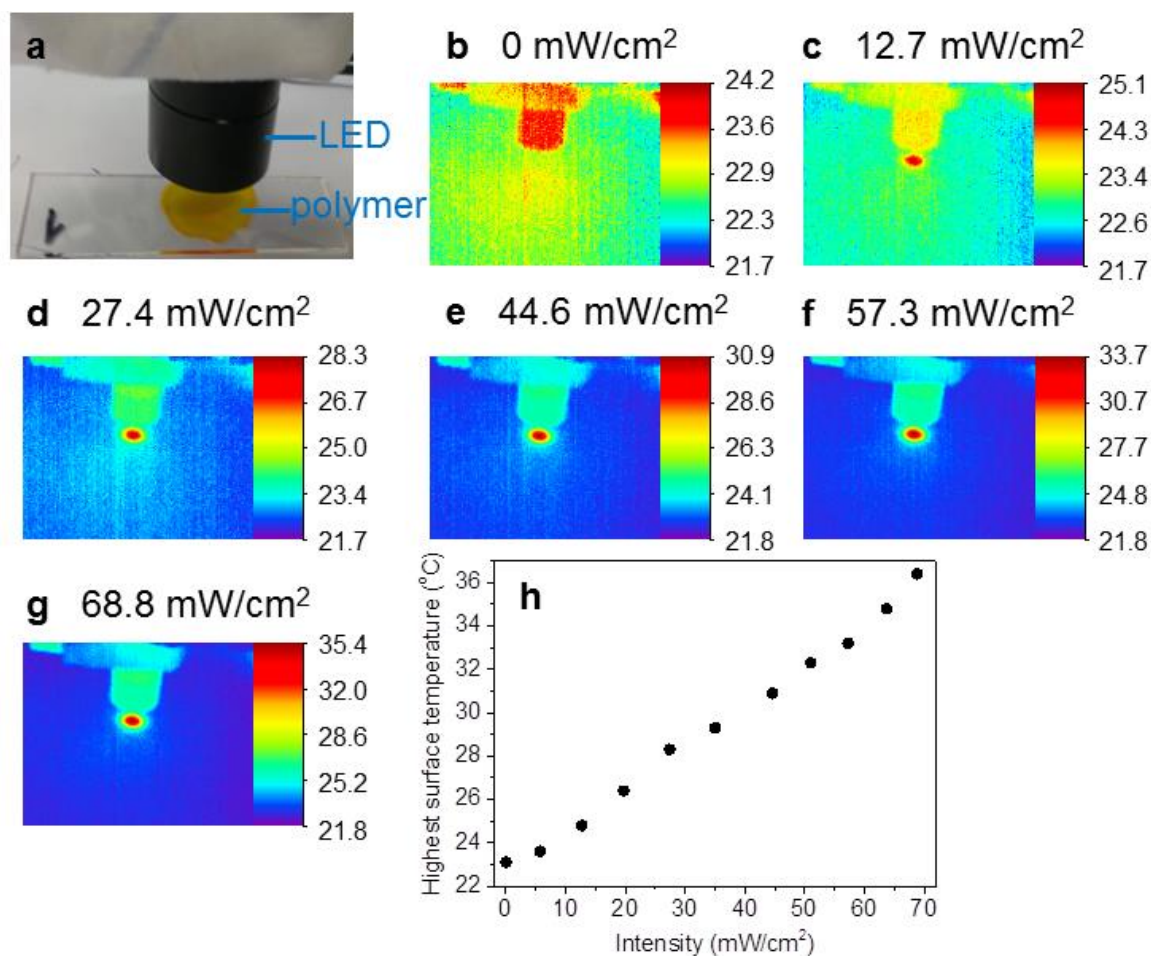 a
LED
polymer
b 0 mW/cm²
24.2
23.6
22.9
22.3
21.7
c 12.7 mW/cm²
25.1
24.3
23.4
22.6
21.7
d 27.4 mW/cm²
28.3
26.7
25.0
23.4
21.7
e 44.6 mW/cm²
30.9
28.6
26.3
24.1
21.8
f 57.3 mW/cm²
33.7
30.7
27.7
24.8
21.8
g 68.8 mW/cm²
35.4
32.0
28.6
25.2
21.8
h
Highest surface temperature (°C)
36
34
32
30
28
26
24
22
0 10 20 30 40 50 60 70
Intensity (mW/cm²)